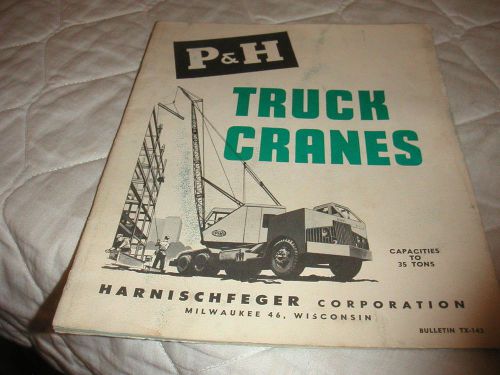 P&H
TRUCK
CRANES
CAPACITIES
TO
35 TONS
HARNISCHFEGER CORPORATION
MILWAUKEE 46, WISCONSIN
BULLETIN TX-143